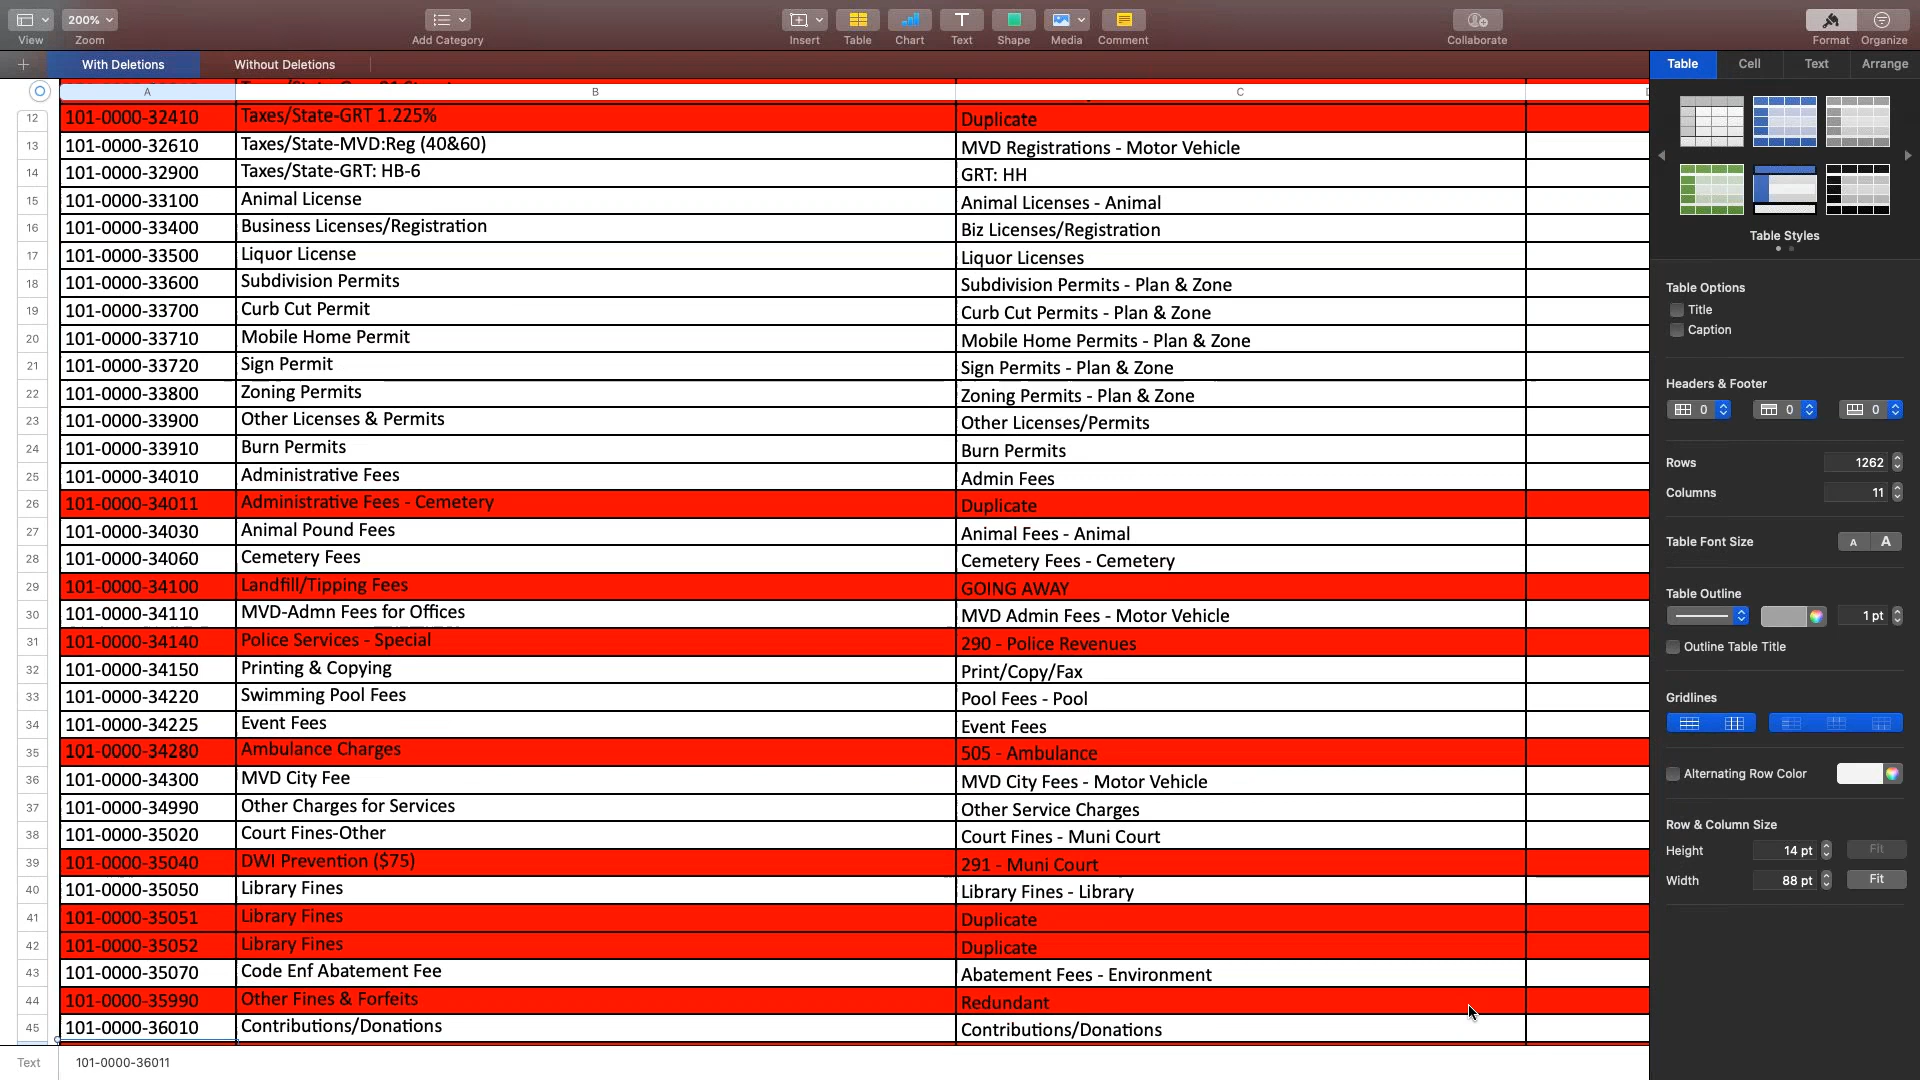 200%
View
Zoom
Add Category
Insert
Table
Chart
Text
Shape
Media
Comment
Collaborate
Format
Organize
With Deletions
Without Deletions
Table
Cell
Text
Arrange
A
B
C
12 101-0000-32410 Taxes/State-GRT 1.225% Duplicate
13 101-0000-32610 Taxes/State-MVD:Reg (40&60) MVD Registrations - Motor Vehicle
14 101-0000-32900 Taxes/State-GRT: HB-6 GRT: HH
15 101-0000-33100 Animal License Animal Licenses - Animal
16 101-0000-33400 Business Licenses/Registration Biz Licenses/Registration
17 101-0000-33500 Liquor License Liquor Licenses
18 101-0000-33600 Subdivision Permits Subdivision Permits - Plan & Zone
19 101-0000-33700 Curb Cut Permit Curb Cut Permits - Plan & Zone
20 101-0000-33710 Mobile Home Permit Mobile Home Permits - Plan & Zone
21 101-0000-33720 Sign Permit Sign Permits - Plan & Zone
22 101-0000-33800 Zoning Permits Zoning Permits - Plan & Zone
23 101-0000-33900 Other Licenses & Permits Other Licenses/Permits
24 101-0000-33910 Burn Permits Burn Permits
25 101-0000-34010 Administrative Fees Admin Fees
26 101-0000-34011 Administrative Fees - Cemetery Duplicate
27 101-0000-34030 Animal Pound Fees Animal Fees - Animal
28 101-0000-34060 Cemetery Fees Cemetery Fees - Cemetery
29 101-0000-34100 Landfill/Tipping Fees GOING AWAY
30 101-0000-34110 MVD-Admn Fees for Offices MVD Admin Fees - Motor Vehicle
31 101-0000-34140 Police Services - Special 290 - Police Revenues
32 101-0000-34150 Printing & Copying Print/Copy/Fax
33 101-0000-34220 Swimming Pool Fees Pool Fees - Pool
34 101-0000-34225 Event Fees Event Fees
35 101-0000-34280 Ambulance Charges 505 - Ambulance
36 101-0000-34300 MVD City Fee MVD City Fees - Motor Vehicle
37 101-0000-34990 Other Charges for Services Other Service Charges
38 101-0000-35020 Court Fines-Other Court Fines - Muni Court
39 101-0000-35040 DWI Prevention ($75) 291 - Muni Court
40 101-0000-35050 Library Fines Library Fines - Library
41 101-0000-35051 Library Fines Duplicate
42 101-0000-35052 Library Fines Duplicate
43 101-0000-35070 Code Enf Abatement Fee Abatement Fees - Environment
44 101-0000-35990 Other Fines & Forfeits Redundant
45 101-0000-36010 Contributions/Donations Contributions/Donations
Text 101-0000-36011
Table Styles
Table Options
Title
Caption
Headers & Footer
0 0 0
Rows 1262
Columns 11
Table Font Size A A
Table Outline
1 pt
Outline Table Title
Gridlines
Alternating Row Color
Row & Column Size
Height 14 pt Fit
Width 88 pt Fit